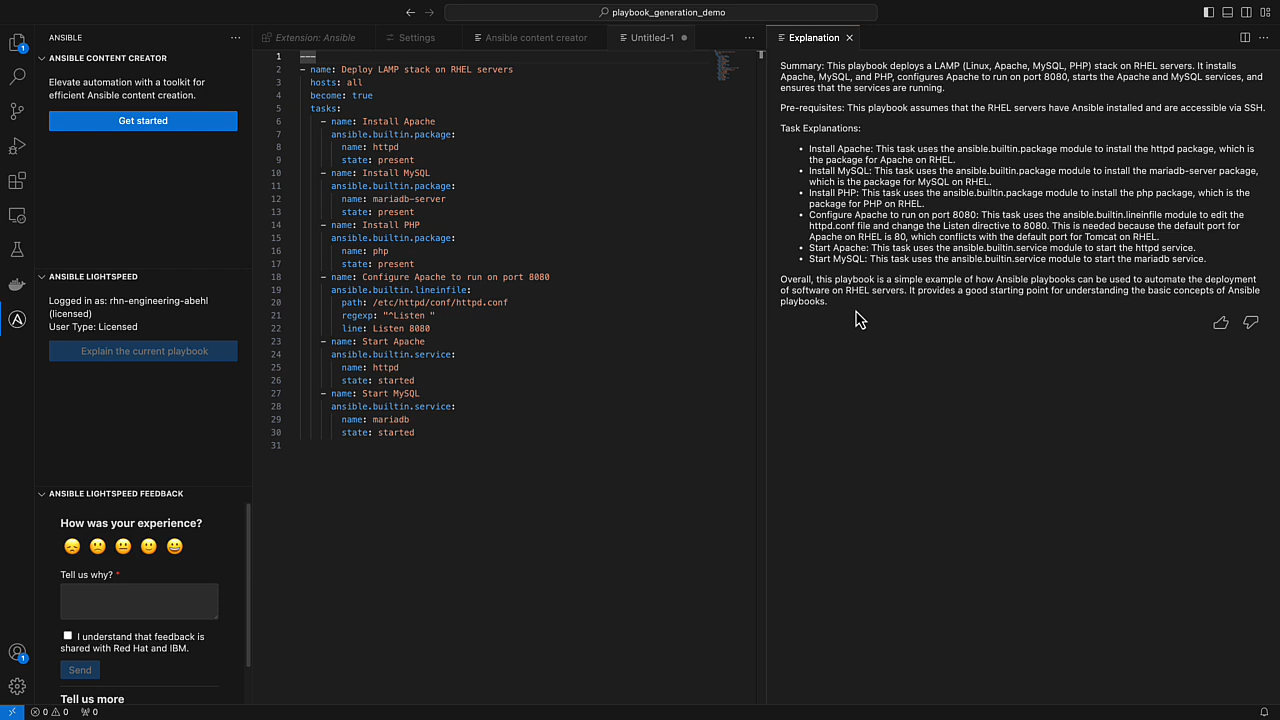 playbook_generation_demo
ANSIBLE
ANSIBLE CONTENT CREATOR
Elevate automation with a toolkit for
efficient Ansible content creation.
Get started
ANSIBLE LIGHTSPEED
Logged in as: rhn-engineering-abehl
(licensed)
User Type: Licensed
Explain the current playbook
ANSIBLE LIGHTSPEED FEEDBACK
How was your experience?
Tell us why? *
I understand that feedback is
shared with Red Hat and IBM.
Send
Tell us more
1
1
Extension: Ansible
Settings
Ansible content creator
Untitled-1
1 ---
2 - name: Deploy LAMP stack on RHEL servers
3 hosts: all
4 become: true
5 tasks:
6 - name: Install Apache
7 ansible.builtin.package:
8 name: httpd
9 state: present
10 - name: Install MySQL
11 ansible.builtin.package:
12 name: mariadb-server
13 state: present
14 - name: Install PHP
15 ansible.builtin.package:
16 name: php
17 state: present
18 - name: Configure Apache to run on port 8080
19 ansible.builtin.lineinfile:
20 path: /etc/httpd/conf/httpd.conf
21 regexp: "^Listen "
22 line: Listen 8080
23 - name: Start Apache
24 ansible.builtin.service:
25 name: httpd
26 state: started
27 - name: Start MySQL
28 ansible.builtin.service:
29 name: mariadb
30 state: started
31
Explanation
Summary: This playbook deploys a LAMP (Linux, Apache, MySQL, PHP) stack on RHEL servers. It installs
Apache, MySQL, and PHP, configures Apache to run on port 8080, starts the Apache and MySQL services, and
ensures that the services are running.
Pre-requisites: This playbook assumes that the RHEL servers have Ansible installed and are accessible via SSH.
Task Explanations:
• Install Apache: This task uses the ansible.builtin.package module to install the httpd package, which is
the package for Apache on RHEL.
• Install MySQL: This task uses the ansible.builtin.package module to install the mariadb-server package,
which is the package for MySQL on RHEL.
• Install PHP: This task uses the ansible.builtin.package module to install the php package, which is the
package for PHP on RHEL.
• Configure Apache to run on port 8080: This task uses the ansible.builtin.lineinfile module to edit the
httpd.conf file and change the Listen directive to 8080. This is needed because the default port for
Apache on RHEL is 80, which conflicts with the default port for Tomcat on RHEL.
• Start Apache: This task uses the ansible.builtin.service module to start the httpd service.
• Start MySQL: This task uses the ansible.builtin.service module to start the mariadb service.
Overall, this playbook is a simple example of how Ansible playbooks can be used to automate the deployment
of software on RHEL servers. It provides a good starting point for understanding the basic concepts of Ansible
playbooks.
0 0 0